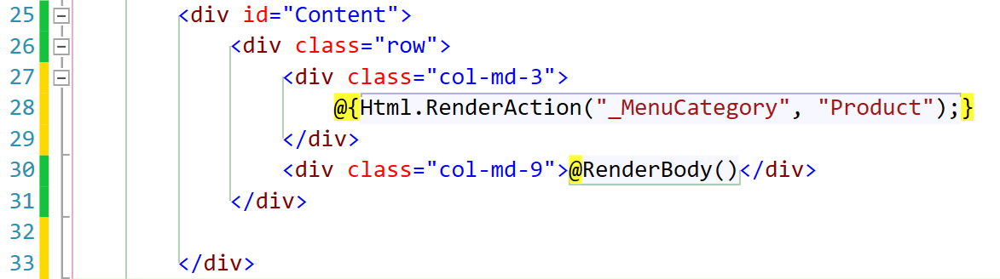 25 <div id="Content">
26 <div class="row">
27 <div class="col-md-3">
28 @{Html.RenderAction("_MenuCategory", "Product");}
29 </div>
30 <div class="col-md-9">@RenderBody()</div>
31 </div>
32
33 </div>